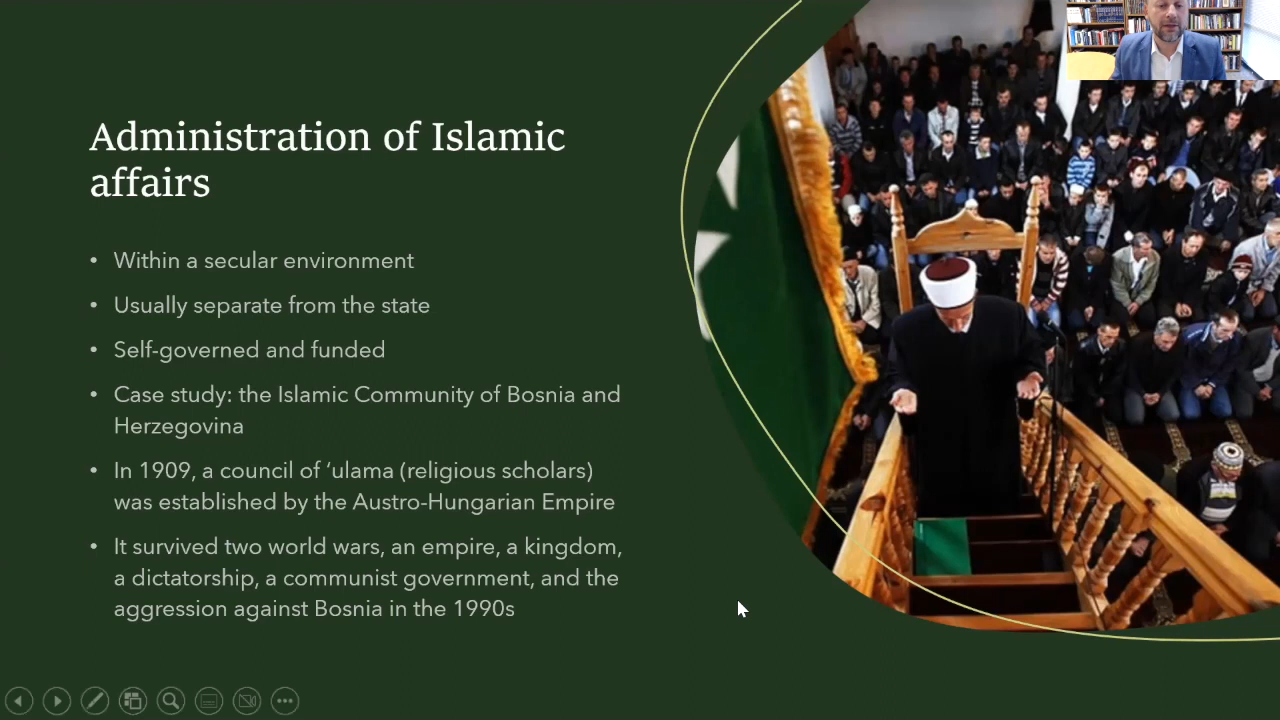 Administration of Islamic
affairs
• Within a secular environment
• Usually separate from the state
• Self-governed and funded
• Case study: the Islamic Community of Bosnia and
Herzegovina
• In 1909, a council of ‘ulama (religious scholars)
was established by the Austro-Hungarian Empire
• It survived two world wars, an empire, a kingdom,
a dictatorship, a communist government, and the
aggression against Bosnia in the 1990s